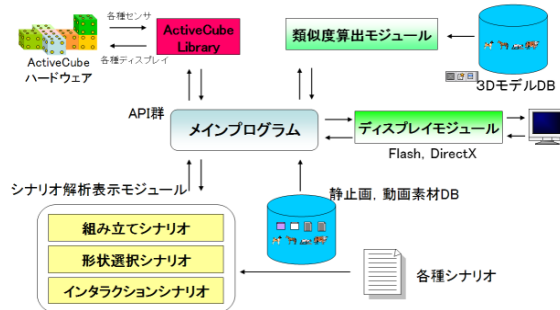 各種センサ
ActiveCube
Library
各種ディスプレイ
ActiveCube
ハードウェア
類似度算出モジュール
3DモデルDB
API群
メインプログラム
ディスプレイモジュール
Flash, DirectX
シナリオ解析表示モジュール
静止画, 動画素材DB
組み立てシナリオ
形状選択シナリオ
インタラクションシナリオ
各種シナリオ